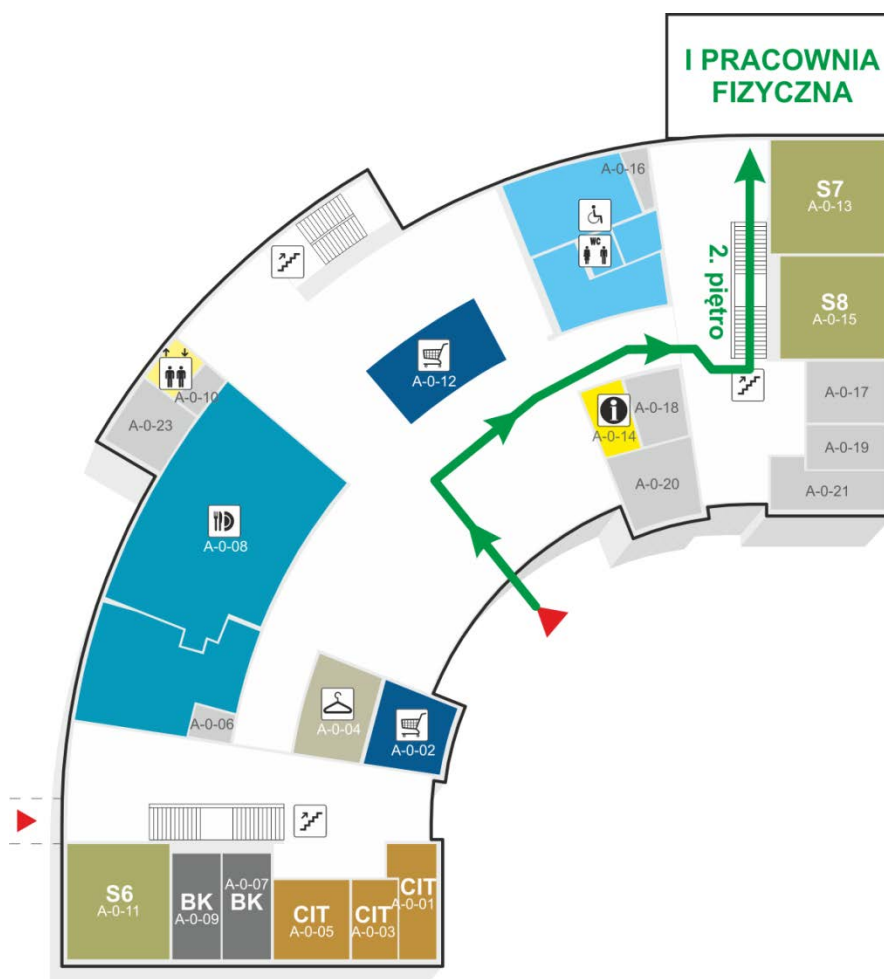 I PRACOWNIA
FIZYCZNA
A-0-16
S7
A-0-13
WC
2. piętro
S8
A-0-15
A-0-12
A-0-10
A-0-23
A-0-18
A-0-14
A-0-17
A-0-19
A-0-20
A-0-21
A-0-08
A-0-06
A-0-04
A-0-02
S6
A-0-11
BK
A-0-09
A-0-07
BK
CIT
A-0-05
CIT
A-0-03
CIT
A-0-01